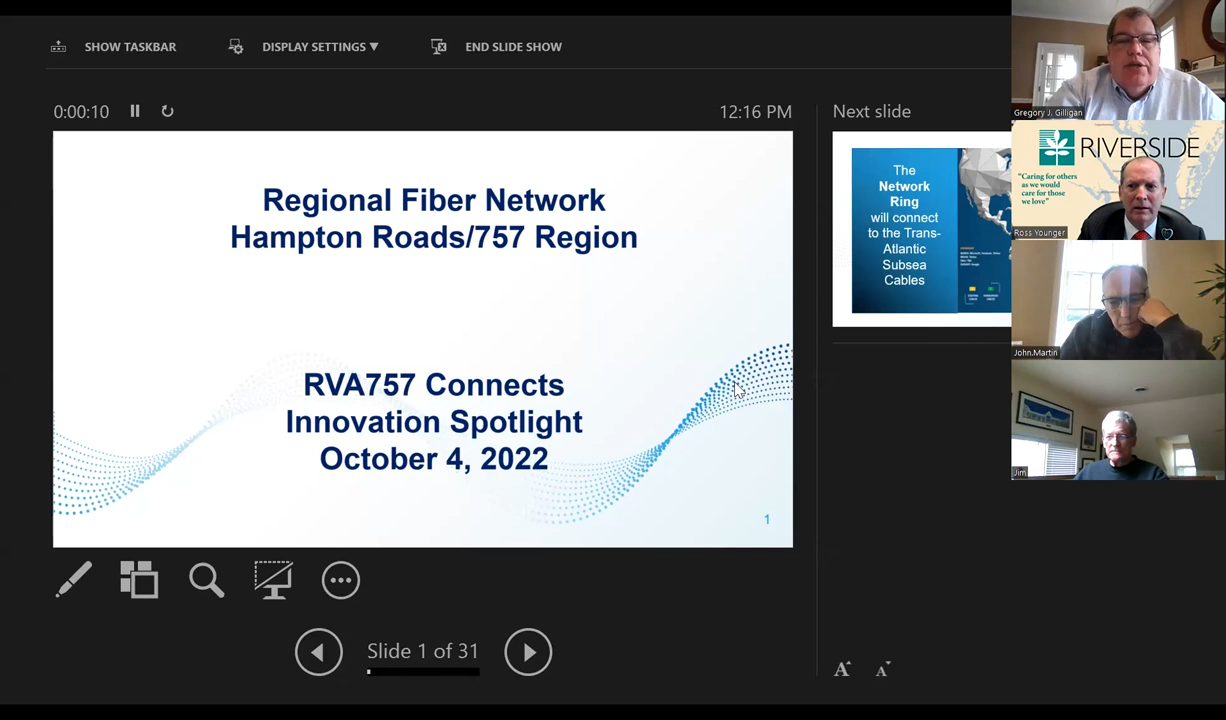 SHOW TASKBAR
DISPLAY SETTINGS ▼
END SLIDE SHOW
0:00:10
12:16 PM
Next slide
Regional Fiber Network
Hampton Roads/757 Region
RVA757 Connects
Innovation Spotlight
October 4, 2022
1
The
Network
Ring
will connect
to the Trans-
Atlantic
Subsea
Cables
Slide 1 of 31
A
A
Gregory J. Gilligan
RIVERSIDE
"Caring for others
as we would
care for those
we love"
Ross Younger
John.Martin
Jim